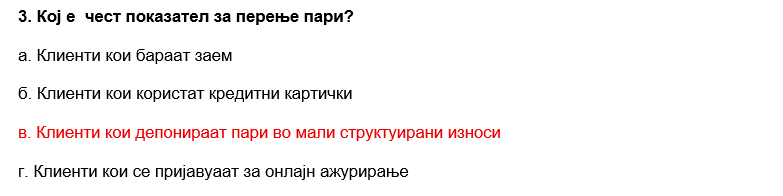 3. Кој е  чест показател за перење пари?
а. Клиенти кои бараат заем
б. Клиенти кои користат кредитни картички
в. Клиенти кои депонираат пари во мали структуирани износи
г. Клиенти кои се пријавуаат за онлајн ажурирање